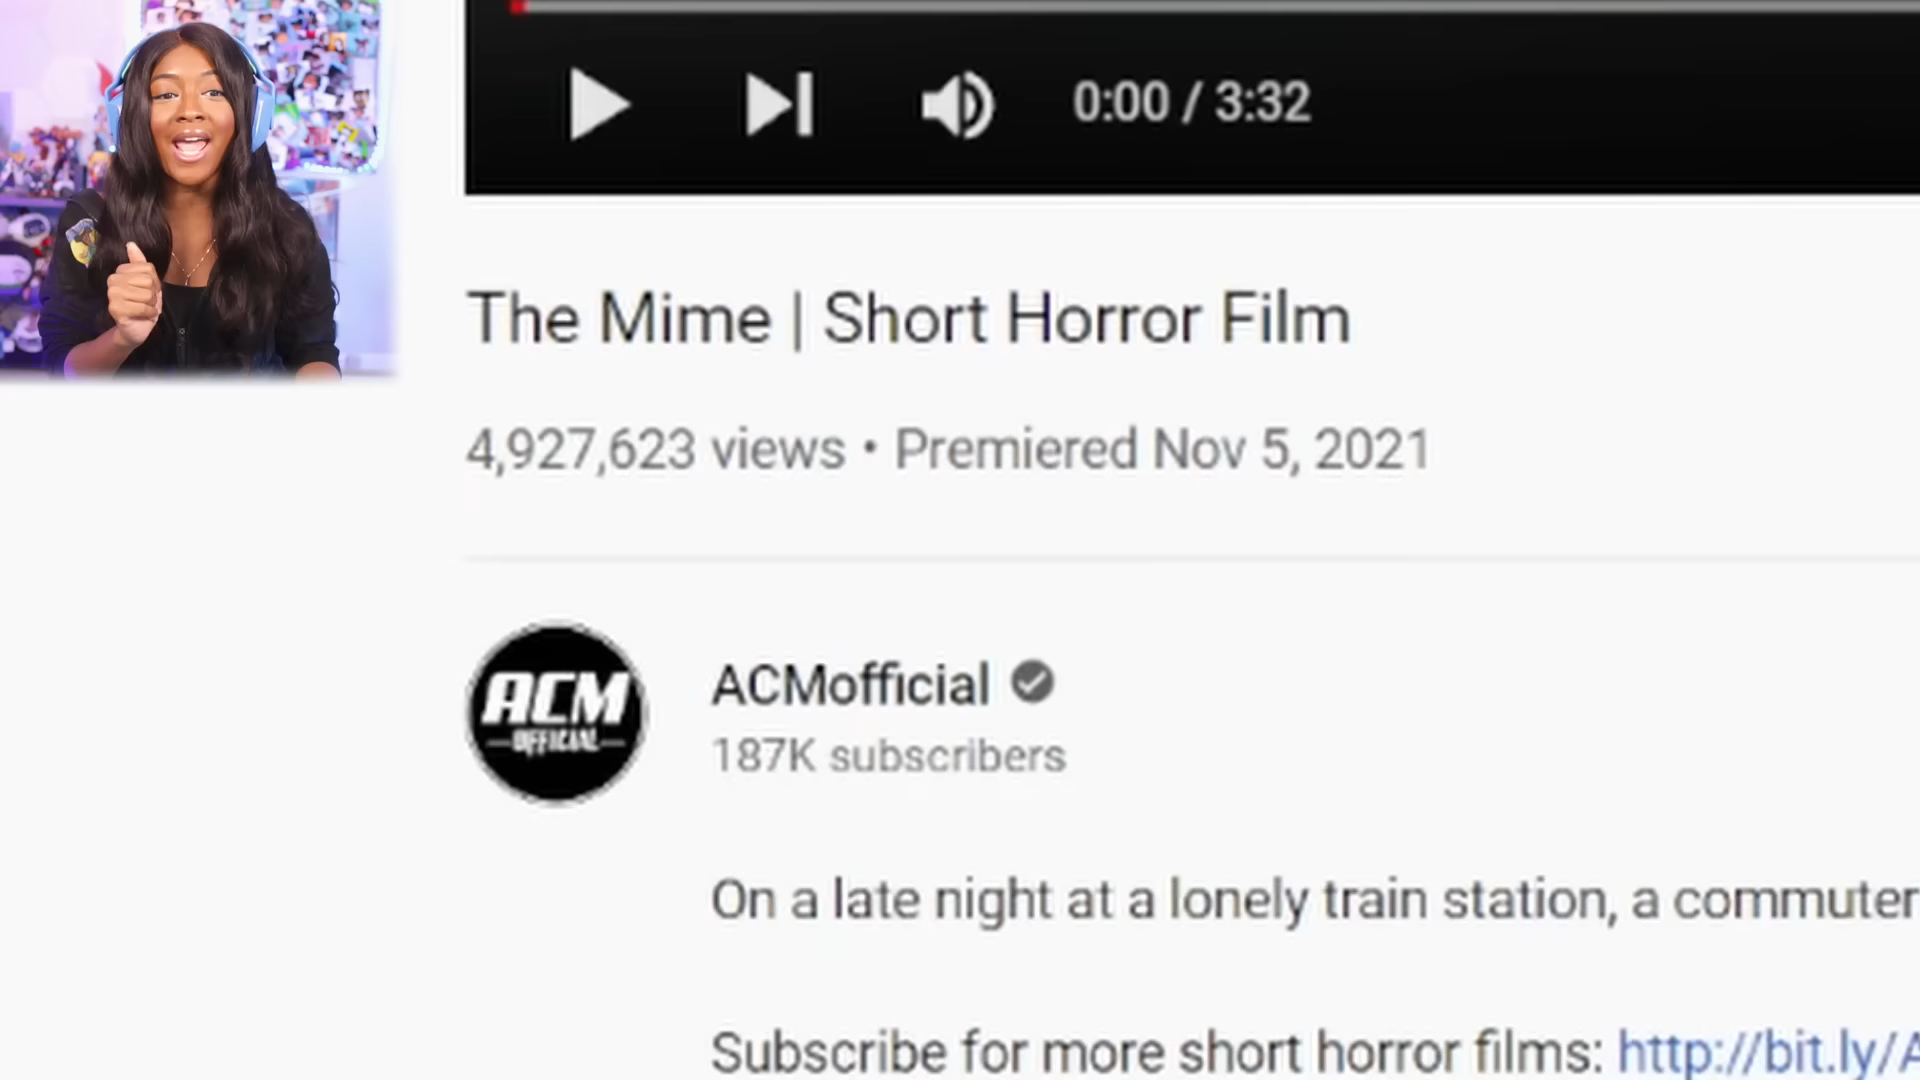 0:00 / 3:32
The Mime | Short Horror Film
4,927,623 views • Premiered Nov 5, 2021
ACM
OFFICIAL
ACMofficial
187K subscribers
On a late night at a lonely train station, a commuter
Subscribe for more short horror films: http://bit.ly/A